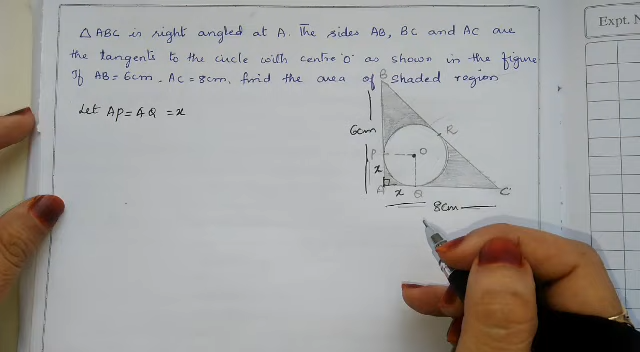 △ ABC is right angled at A. The sides AB, BC and AC are
the tangents to the circle with centre 'O' as shown in the figure
If AB = 6cm, AC = 8cm, find the area of shaded region
Let AP = AQ = x
B
6cm
R
P
O
x
A
x
Q
C
8cm
Expt. N